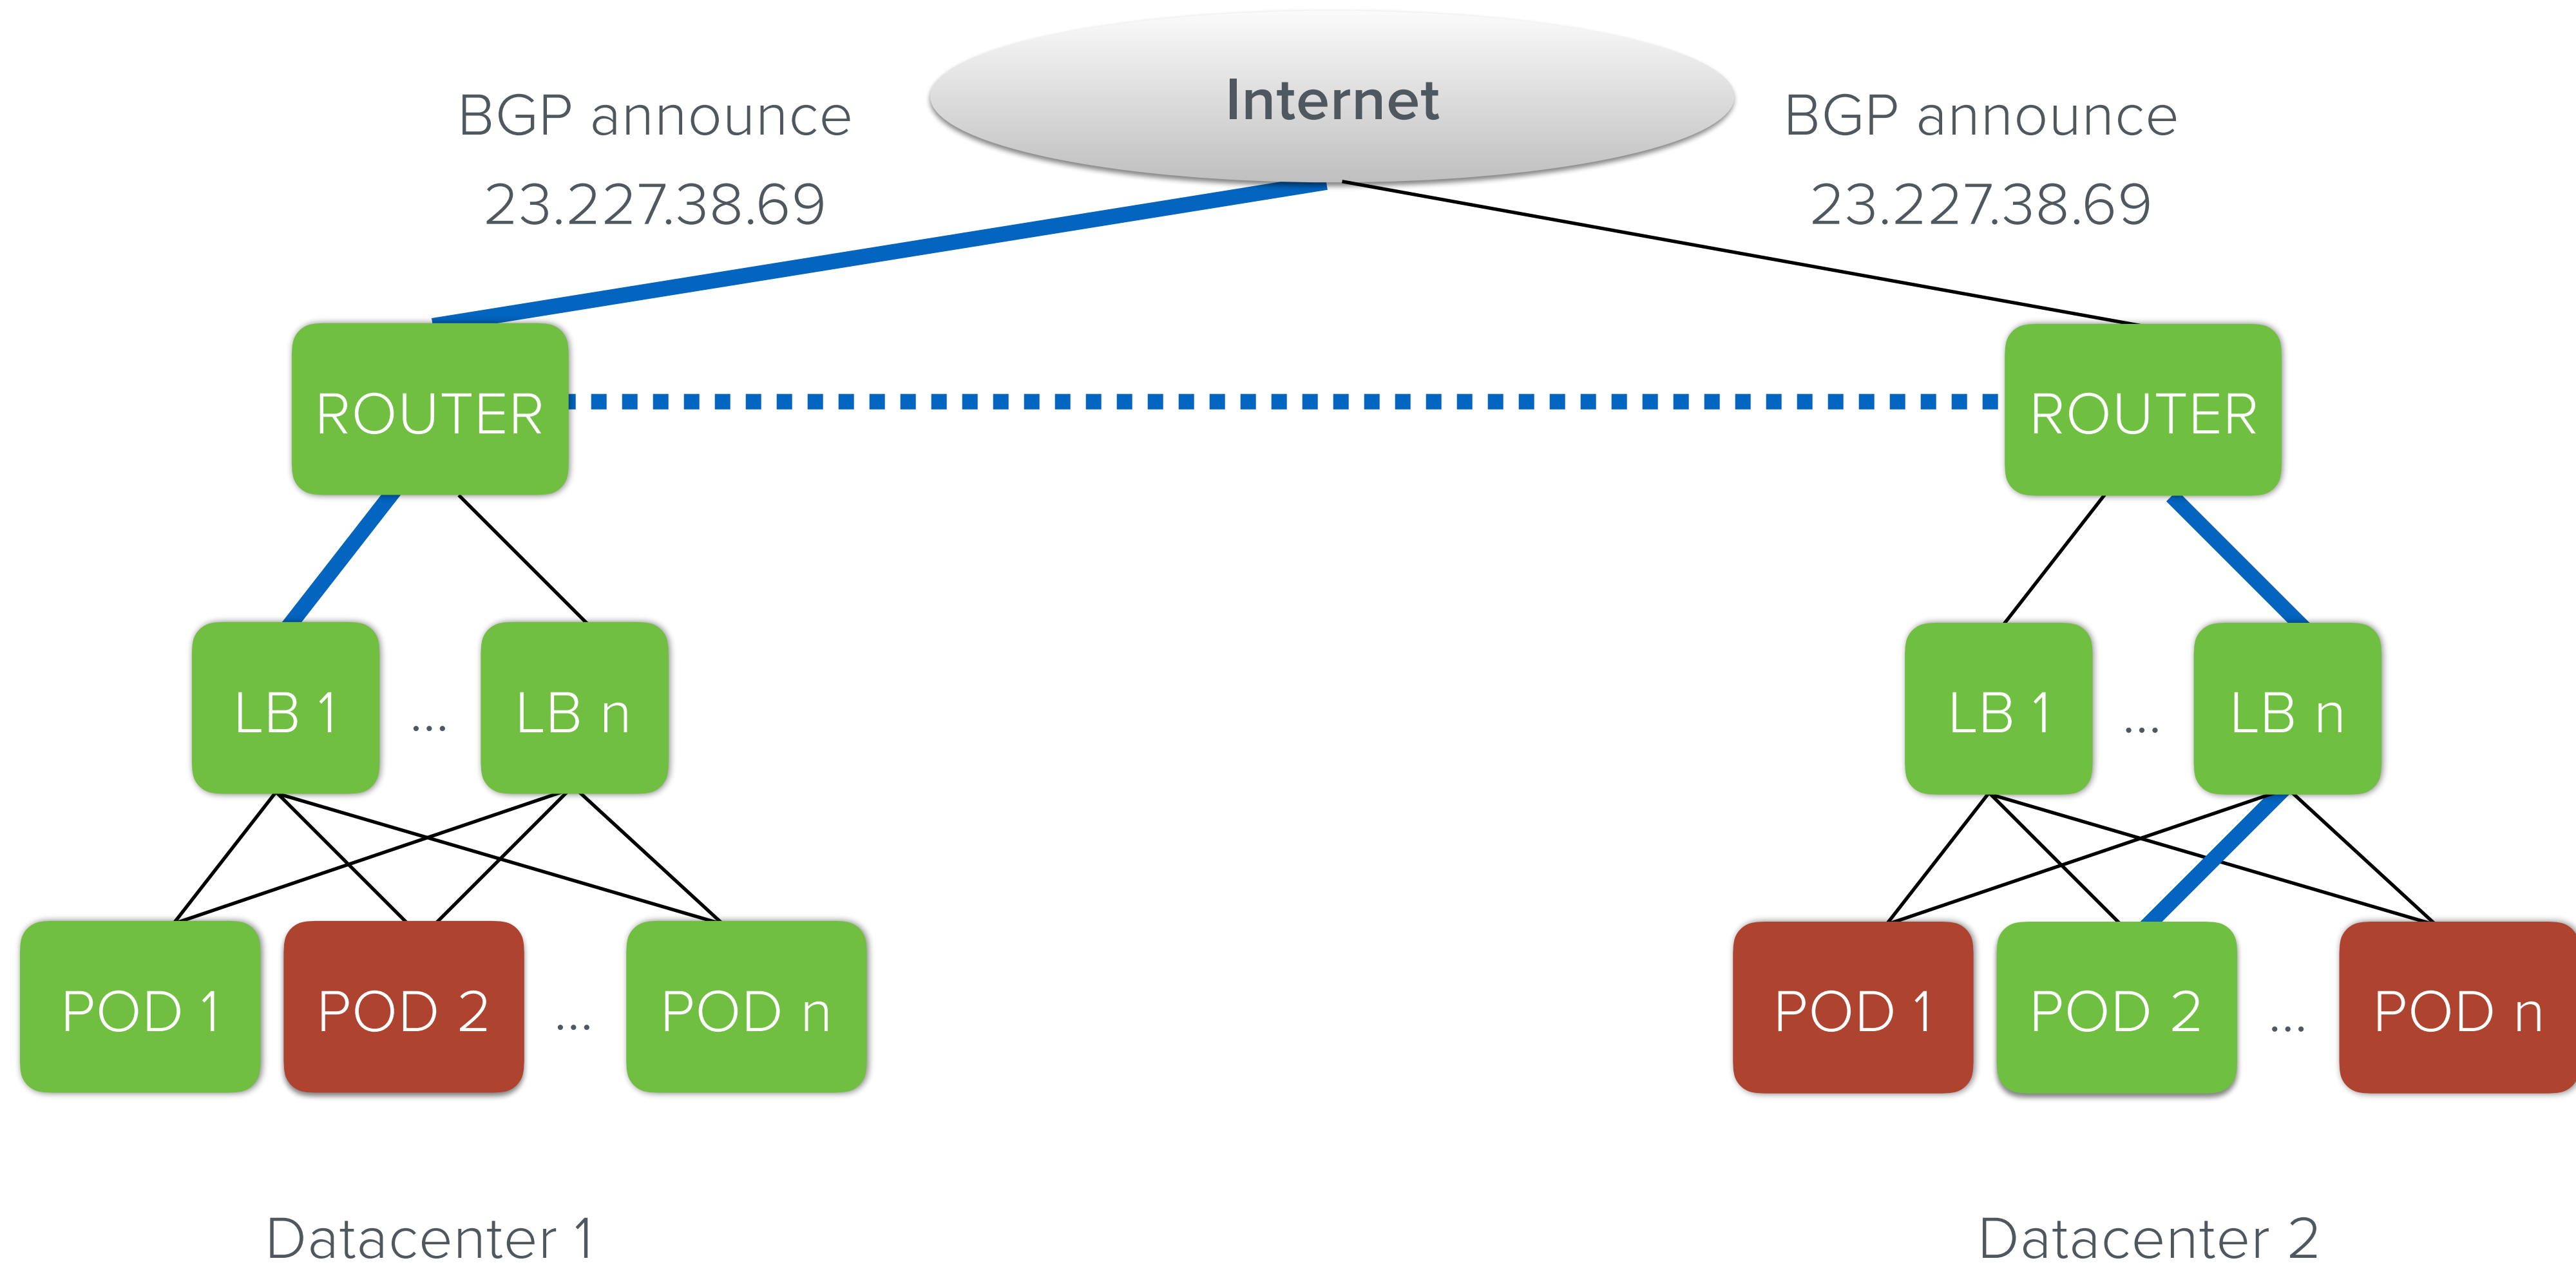 Internet
BGP announce
23.227.38.69
BGP announce
23.227.38.69
ROUTER
ROUTER
LB 1
...
LB n
LB 1
...
LB n
POD 1
POD 2
...
POD n
POD 1
POD 2
...
POD n
Datacenter 1
Datacenter 2